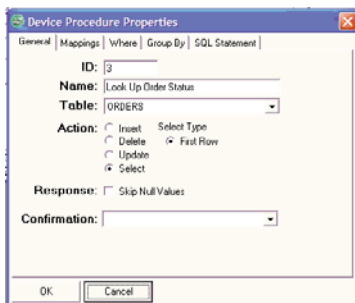 Device Procedure Properties
General Mappings Where Group By SQL Statement
ID: 3
Name: Look Up Order Status
Table: ORDERS
Action: Insert Select Type
Delete First Row
Update
Select
Response: Skip Null Values
Confirmation:
OK Cancel